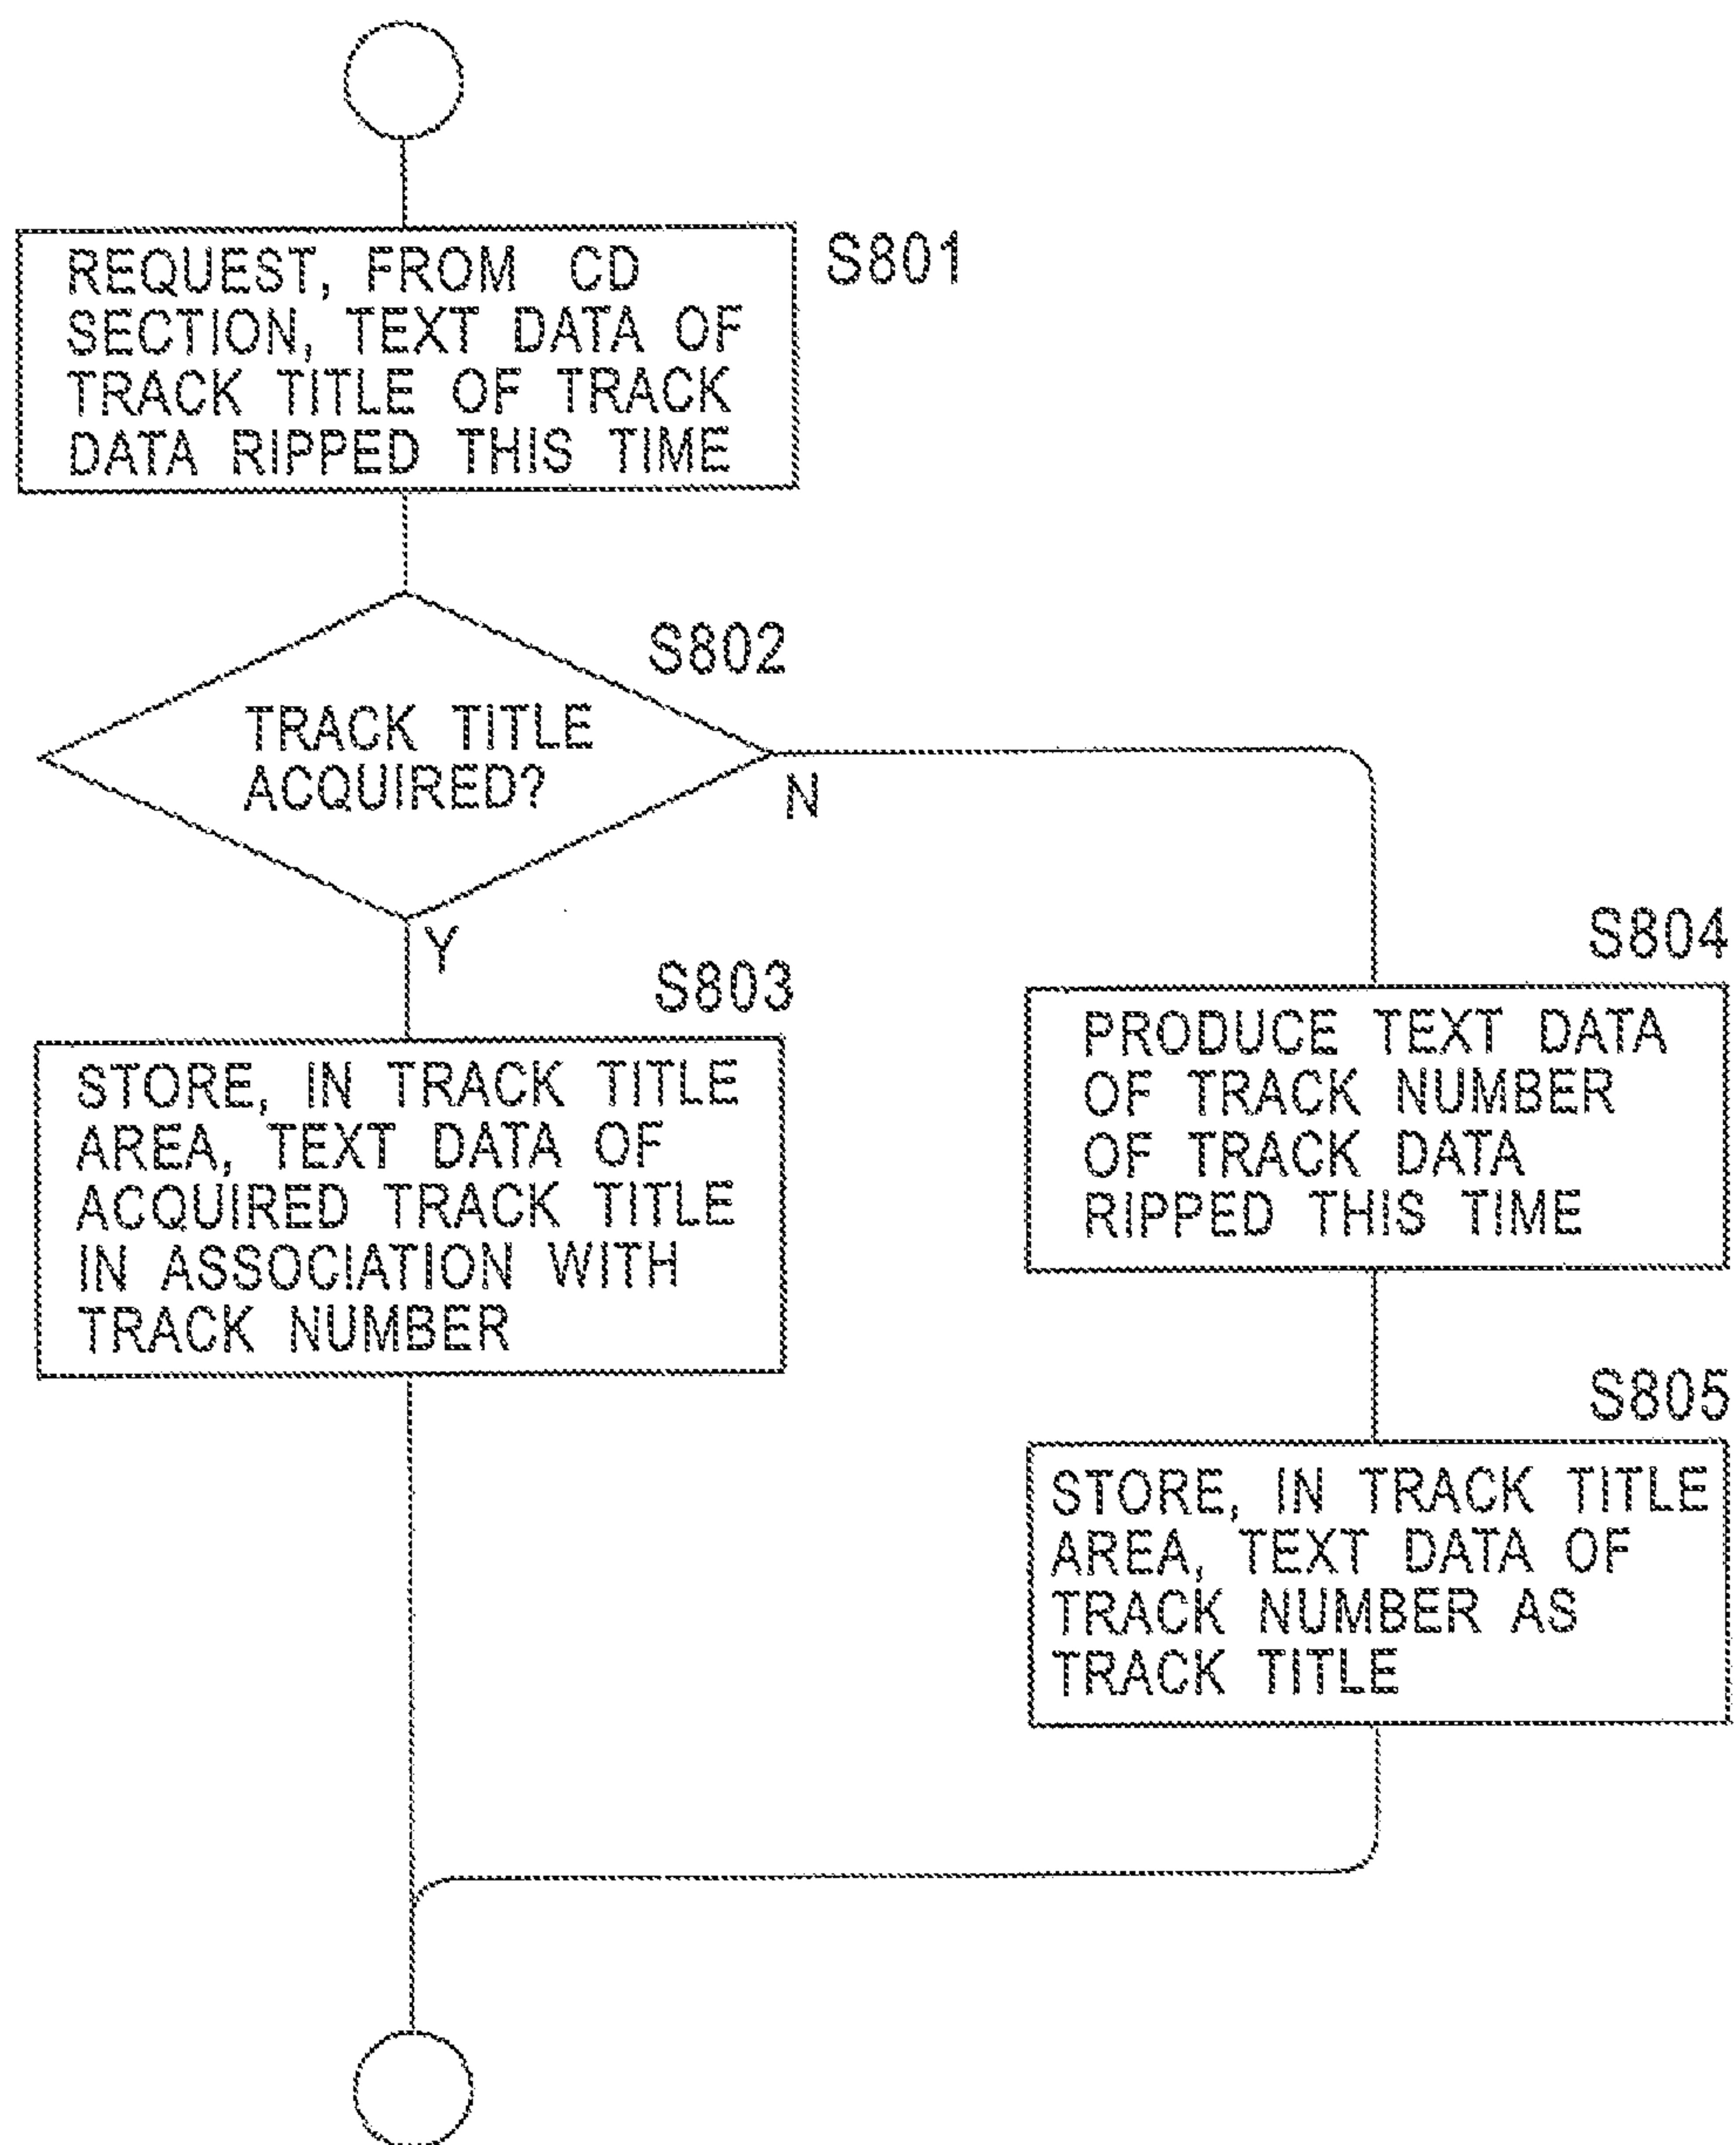 REQUEST, FROM CD
SECTION, TEXT DATA OF
TRACK TITLE OF TRACK
DATA RIPPED THIS TIME
S801
S802
TRACK TITLE
ACQUIRED?
N
Y
S803
STORE, IN TRACK TITLE
AREA, TEXT DATA OF
ACQUIRED TRACK TITLE
IN ASSOCIATION WITH
TRACK NUMBER
S804
PRODUCE TEXT DATA
OF TRACK NUMBER
OF TRACK DATA
RIPPED THIS TIME
S805
STORE, IN TRACK TITLE
AREA, TEXT DATA OF
TRACK NUMBER AS
TRACK TITLE